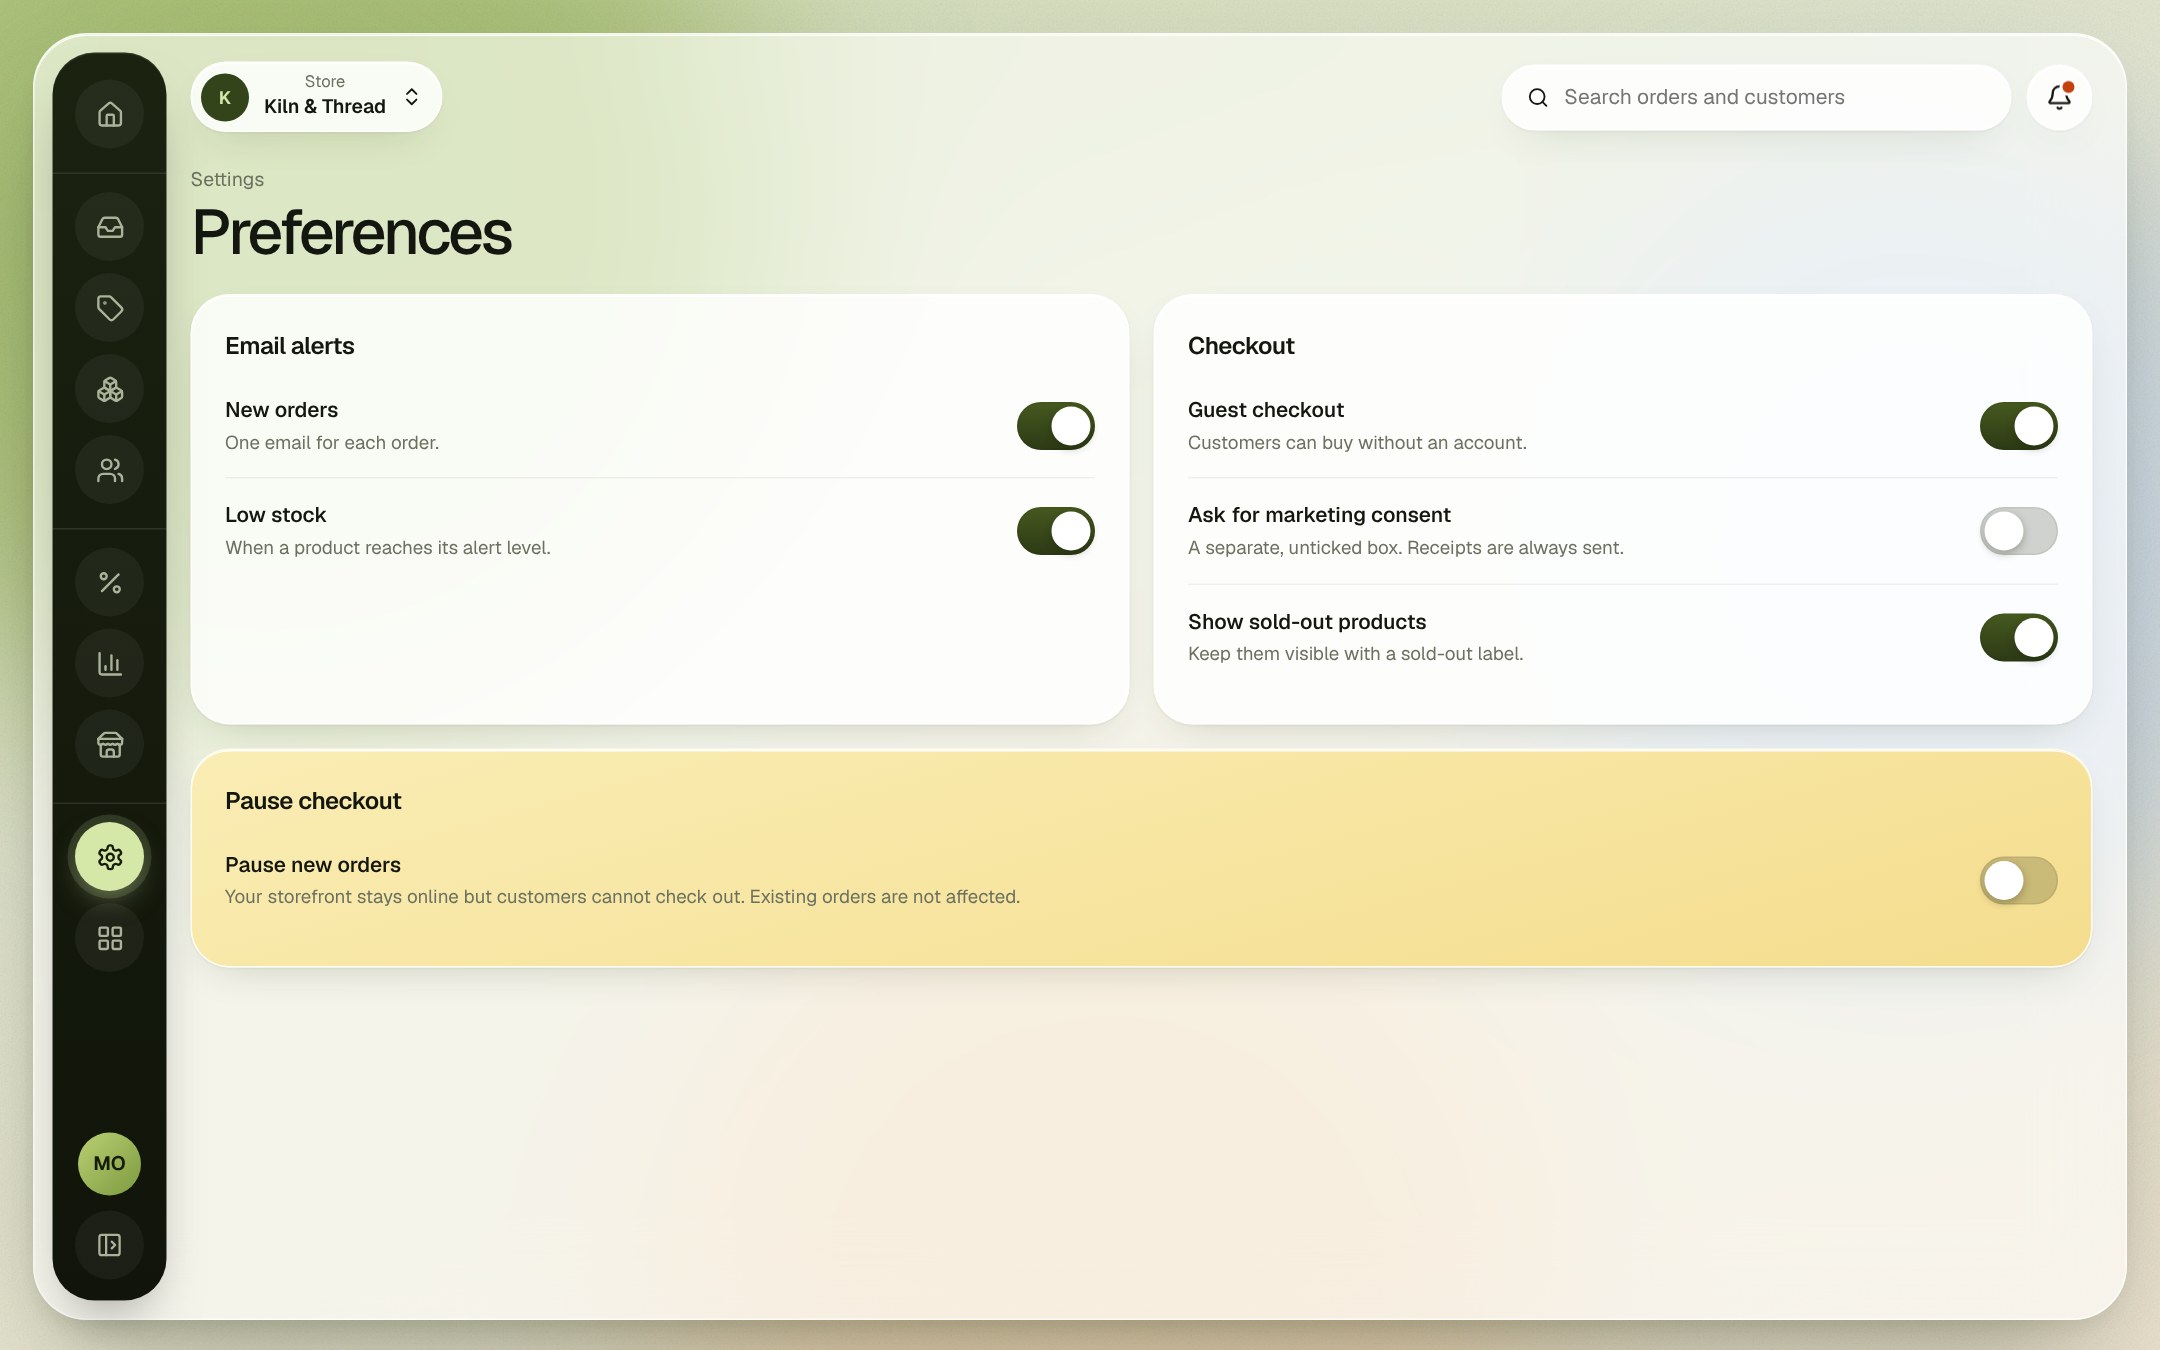 K
Store
Kiln & Thread
Search orders and customers
Settings
Preferences
Email alerts
New orders
One email for each order.
Low stock
When a product reaches its alert level.
Checkout
Guest checkout
Customers can buy without an account.
Ask for marketing consent
A separate, unticked box. Receipts are always sent.
Show sold-out products
Keep them visible with a sold-out label.
Pause checkout
Pause new orders
Your storefront stays online but customers cannot check out. Existing orders are not affected.
MO